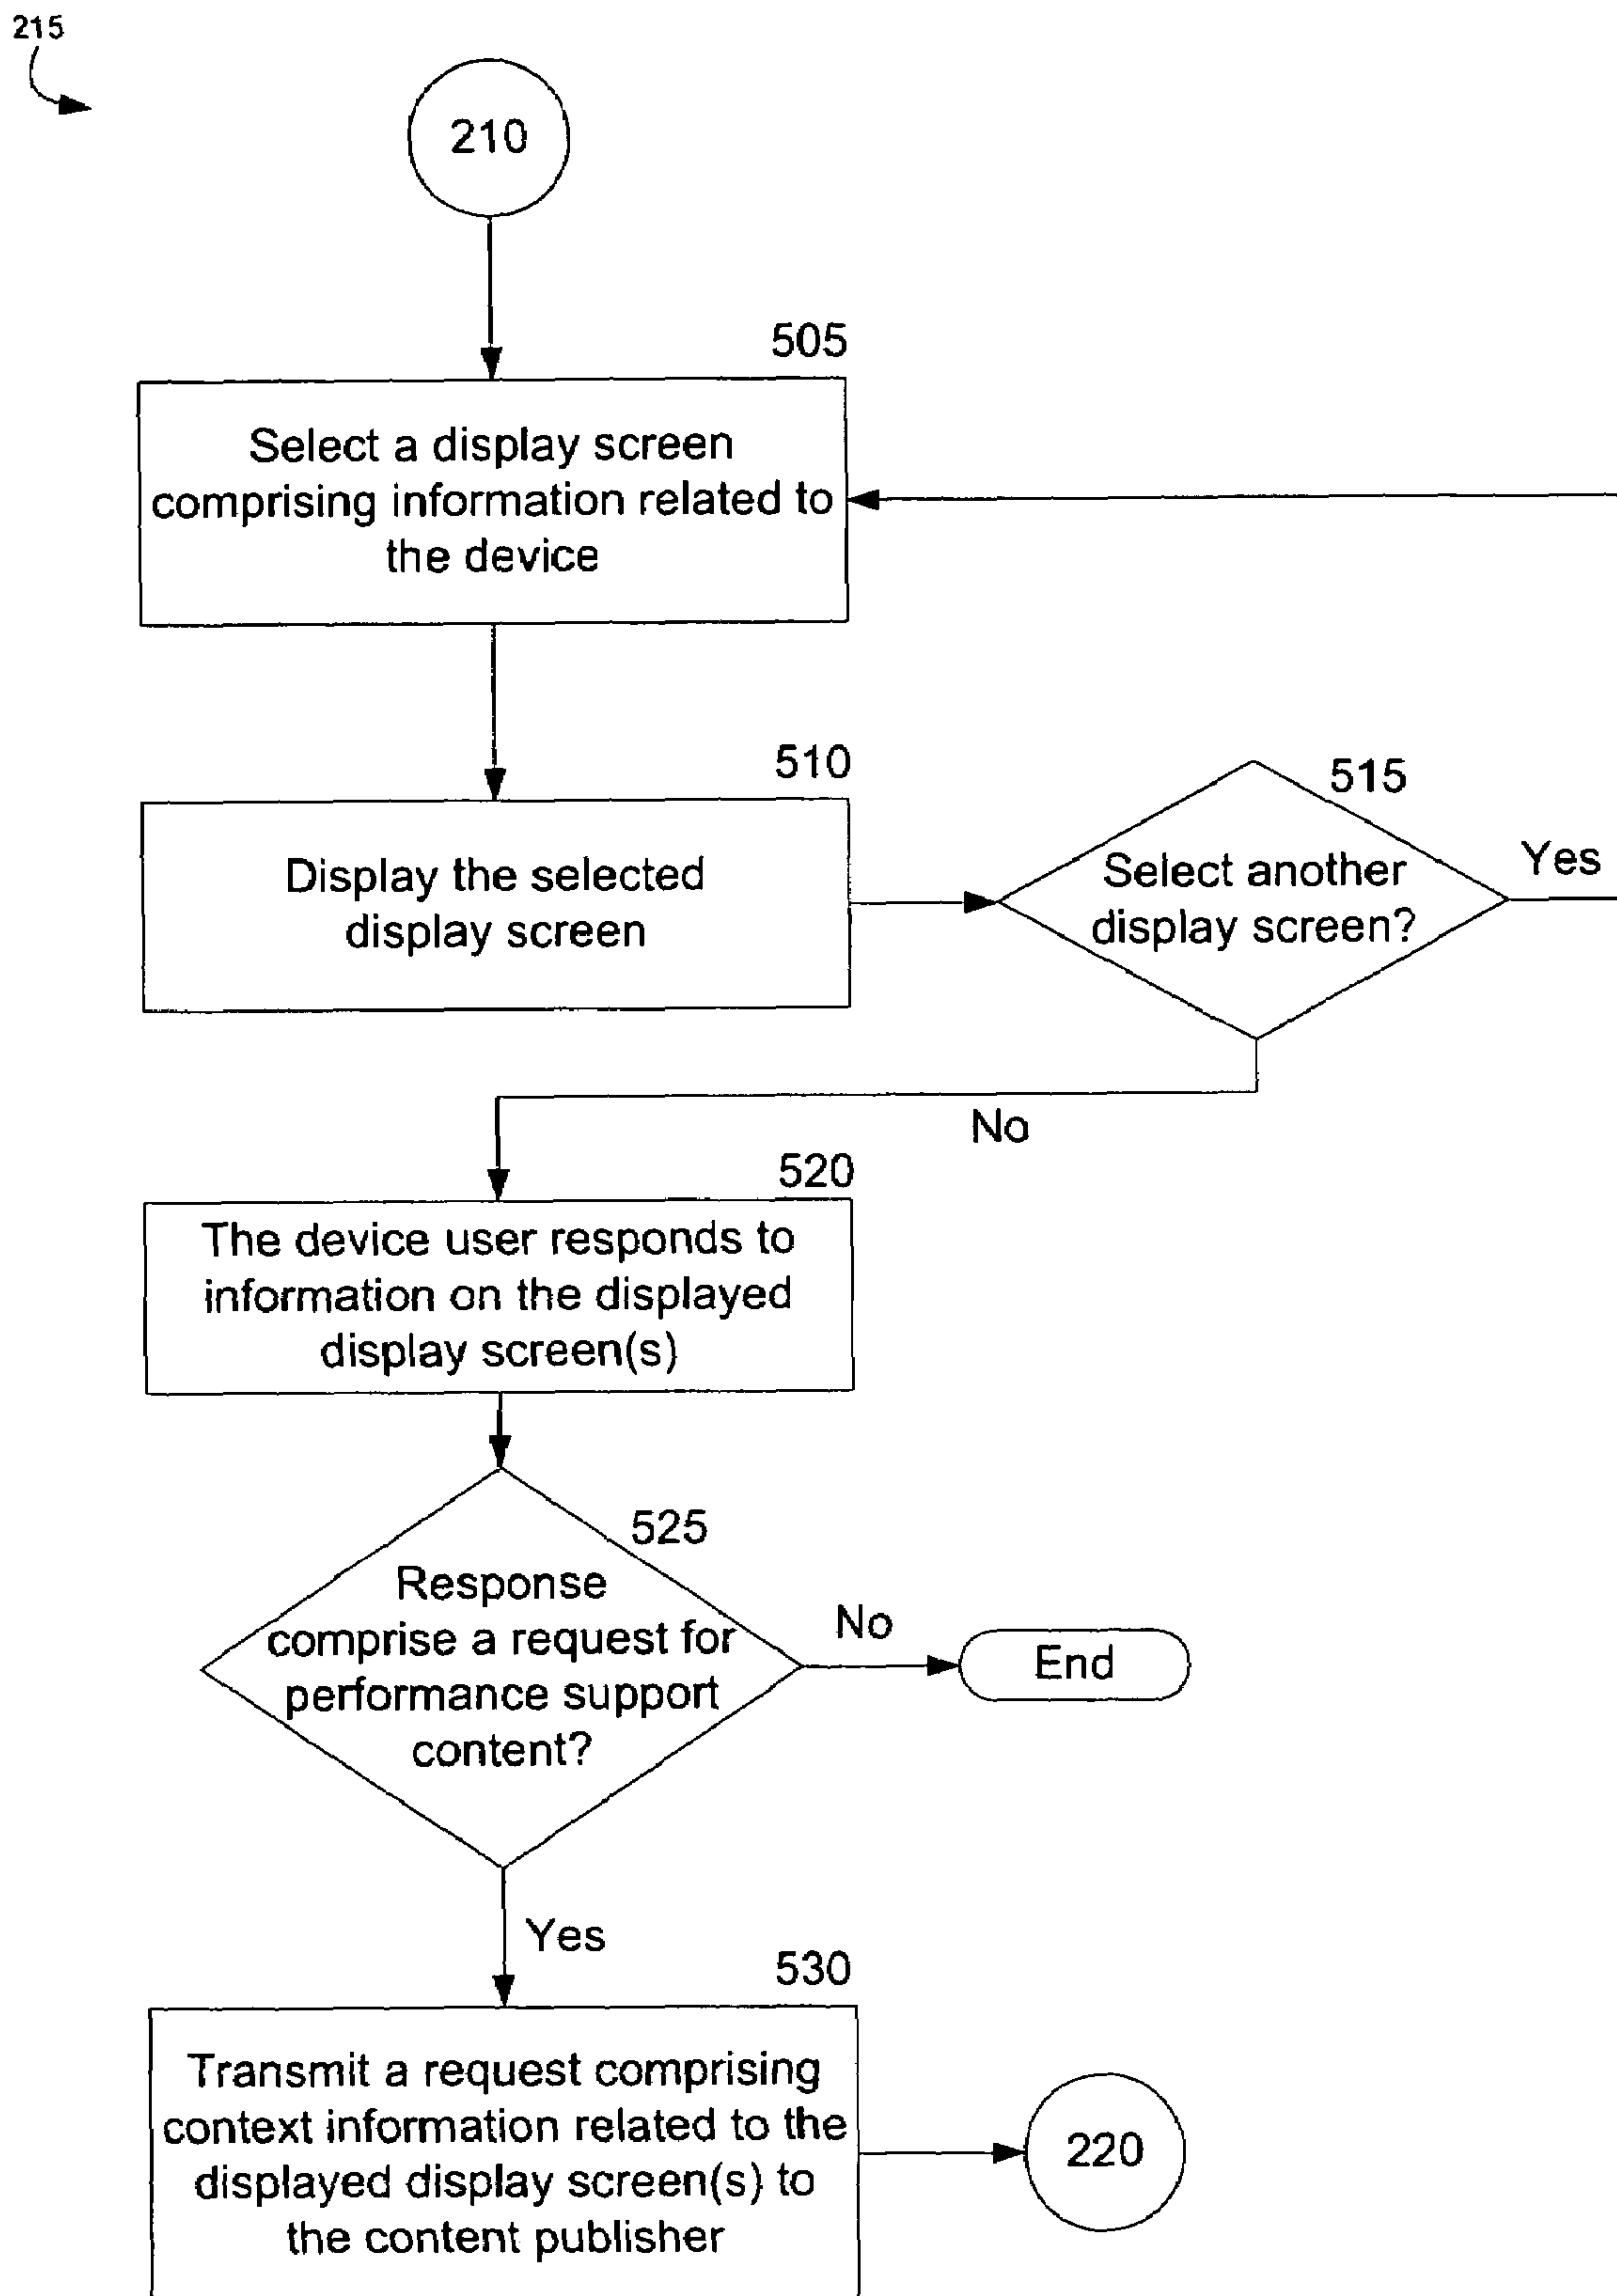 215
210
505
Select a display screen
comprising information related to
the device
510
Display the selected
display screen
515
Select another
display screen?
Yes
No
520
The device user responds to
information on the displayed
display screen(s)
525
Response
comprise a request for
performance support
content?
No
End
Yes
530
Transmit a request comprising
context information related to the
displayed display screen(s) to
the content publisher
220